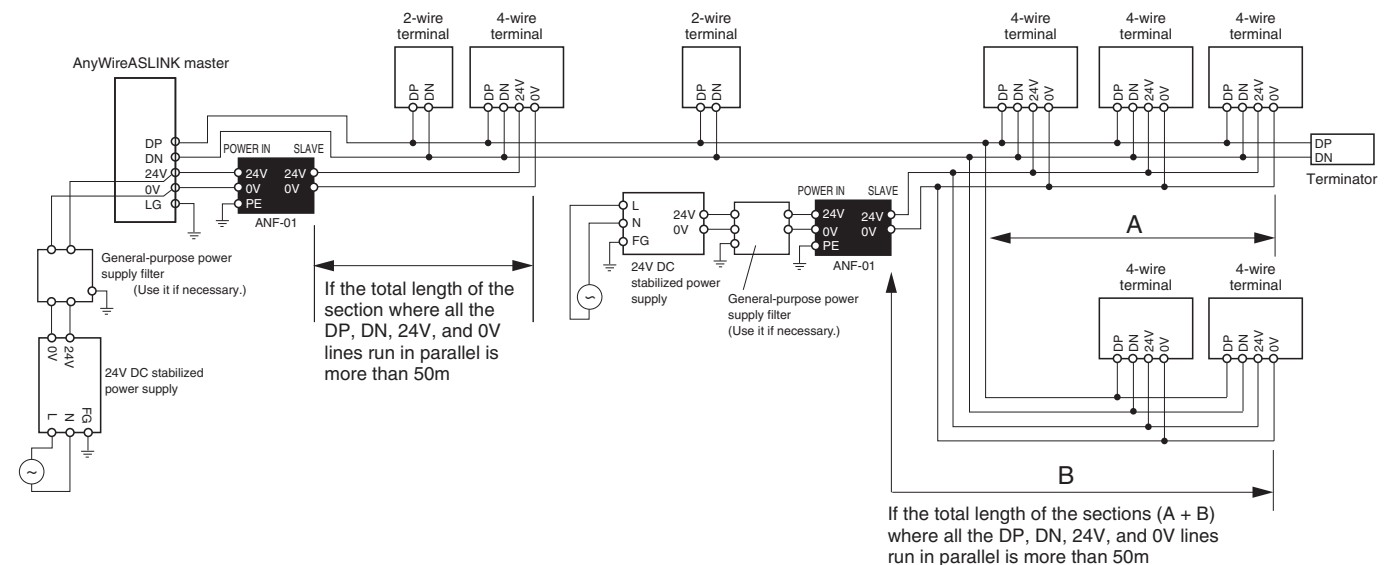 2-wire
terminal
4-wire
terminal
2-wire
terminal
4-wire
terminal
4-wire
terminal
4-wire
terminal
AnyWireASLINK master
DP
DN
24V
0V
LG
DP
DN
DP
DN
24V
0V
DP
DN
DP
DN
24V
0V
DP
DN
24V
0V
DP
DN
24V
0V
DP
DN
Terminator
POWER IN
SLAVE
24V
0V
PE
24V
0V
ANF-01
General-purpose power
supply filter
(Use it if necessary.)
0V
24V
24V DC stabilized
power supply
L
N
FG
~
If the total length of the
section where all the
DP, DN, 24V, and 0V
lines run in parallel is
more than 50m
~
L
N
FG
24V
0V
24V DC
stabilized power
supply
General-purpose power
supply filter
(Use it if necessary.)
POWER IN
SLAVE
24V
0V
PE
24V
0V
ANF-01
A
4-wire
terminal
4-wire
terminal
DP
DN
24V
0V
DP
DN
24V
0V
B
If the total length of the sections (A + B)
where all the DP, DN, 24V, and 0V lines
run in parallel is more than 50m